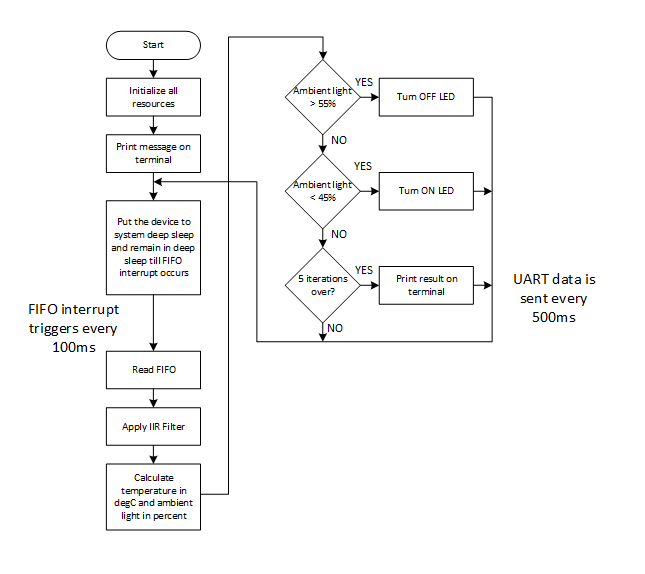 Start
Initialize all
resources
Print message on
terminal
Put the device to
system deep sleep
and remain in deep
sleep till FIFO
interrupt occurs
FIFO interrupt
triggers every
100ms
Read FIFO
Apply IIR Filter
Calculate
temperature in
degC and ambient
light in percent
Ambient light
> 55%
YES
Turn OFF LED
NO
Ambient light
< 45%
YES
Turn ON LED
NO
5 iterations
over?
YES
Print result on
terminal
NO
UART data is
sent every
500ms